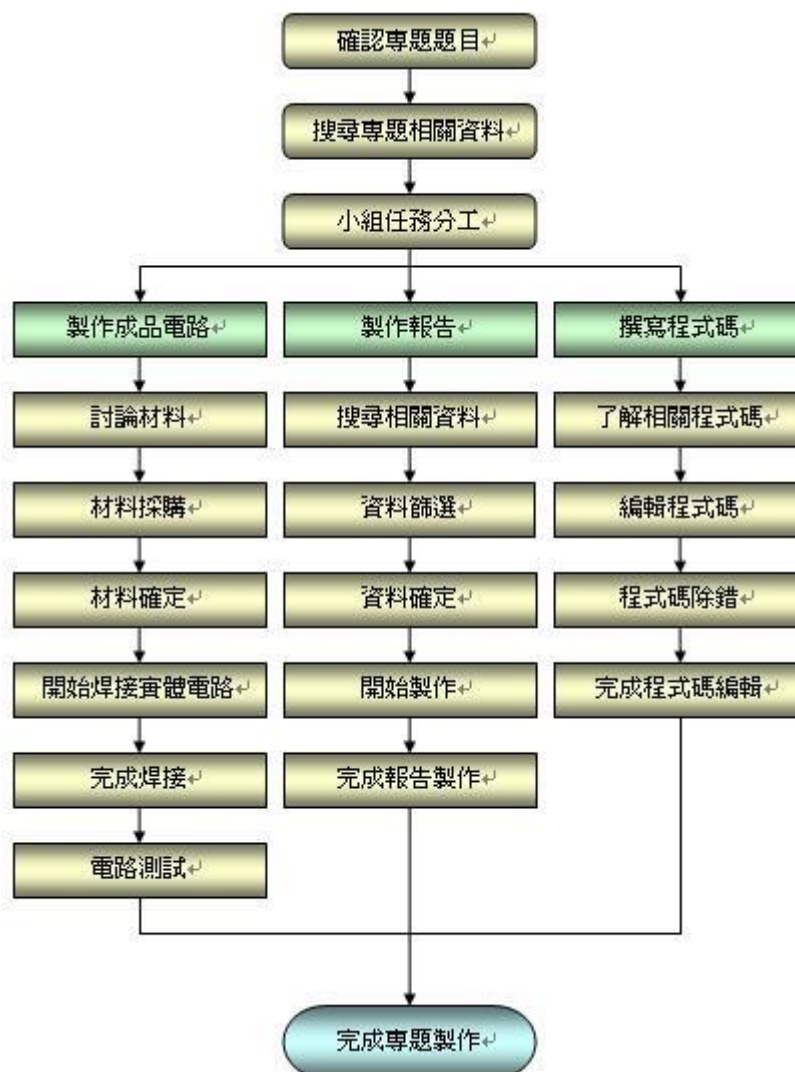 確認專題題目
搜尋專題相關資料
小組任務分工
製作成品電路
製作報告
撰寫程式碼
討論材料
搜尋相關資料
了解相關程式碼
材料採購
資料篩選
編輯程式碼
材料確定
資料確定
程式碼除錯
開始焊接實體電路
開始製作
完成程式碼編輯
完成焊接
完成報告製作
電路測試
完成專題製作